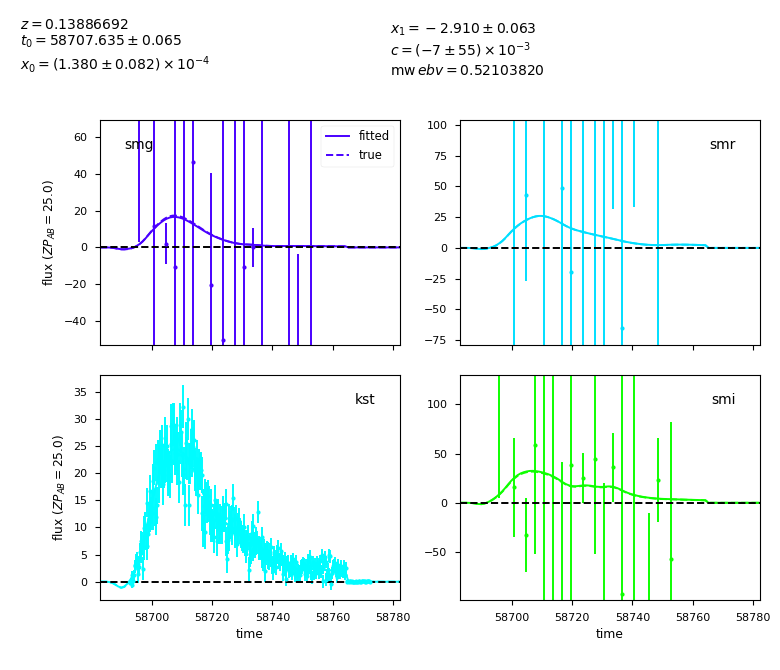 z = 0.13886692
t₀ = 58707.635 ± 0.065
x₀ = (1.380 ± 0.082) × 10⁻⁴
x₁ = −2.910 ± 0.063
c = (−7 ± 55) × 10⁻³
mw ebv = 0.52103820
smg
fitted
true
60
40
20
0
−20
−40
flux (ZP_AB = 25.0)
smr
100
75
50
25
0
−25
−50
−75
kst
35
30
25
20
15
10
5
0
flux (ZP_AB = 25.0)
58700 58720 58740 58760 58780
time
smi
100
50
0
−50
58700 58720 58740 58760 58780
time